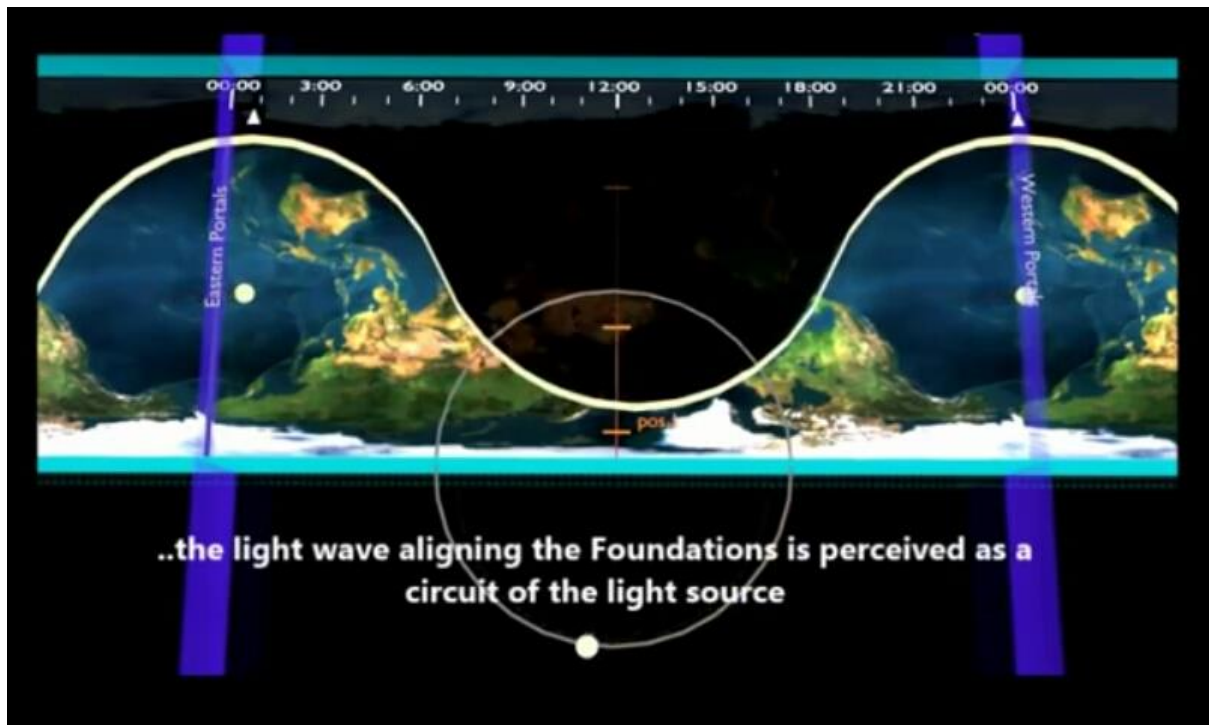 00:00 3:00 6:00 9:00 12:00 15:00 18:00 21:00 00:00
Eastern Portals
Western Portals
pos.
..the light wave aligning the Foundations is perceived as a
circuit of the light source